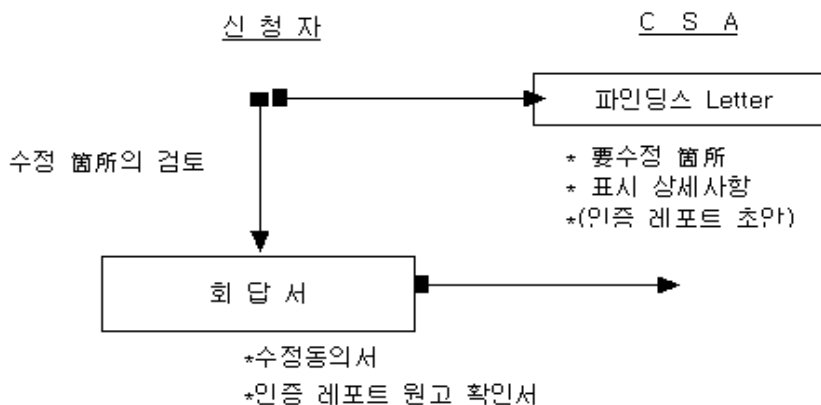 신 청 자
C S A
파인딩스 Letter
수정 箇所의 검토
* 要수정 箇所
* 표시 상세사항
*(인증 레포트 초안)
회 답 서
*수정동의서
*인증 레포트 원고 확인서